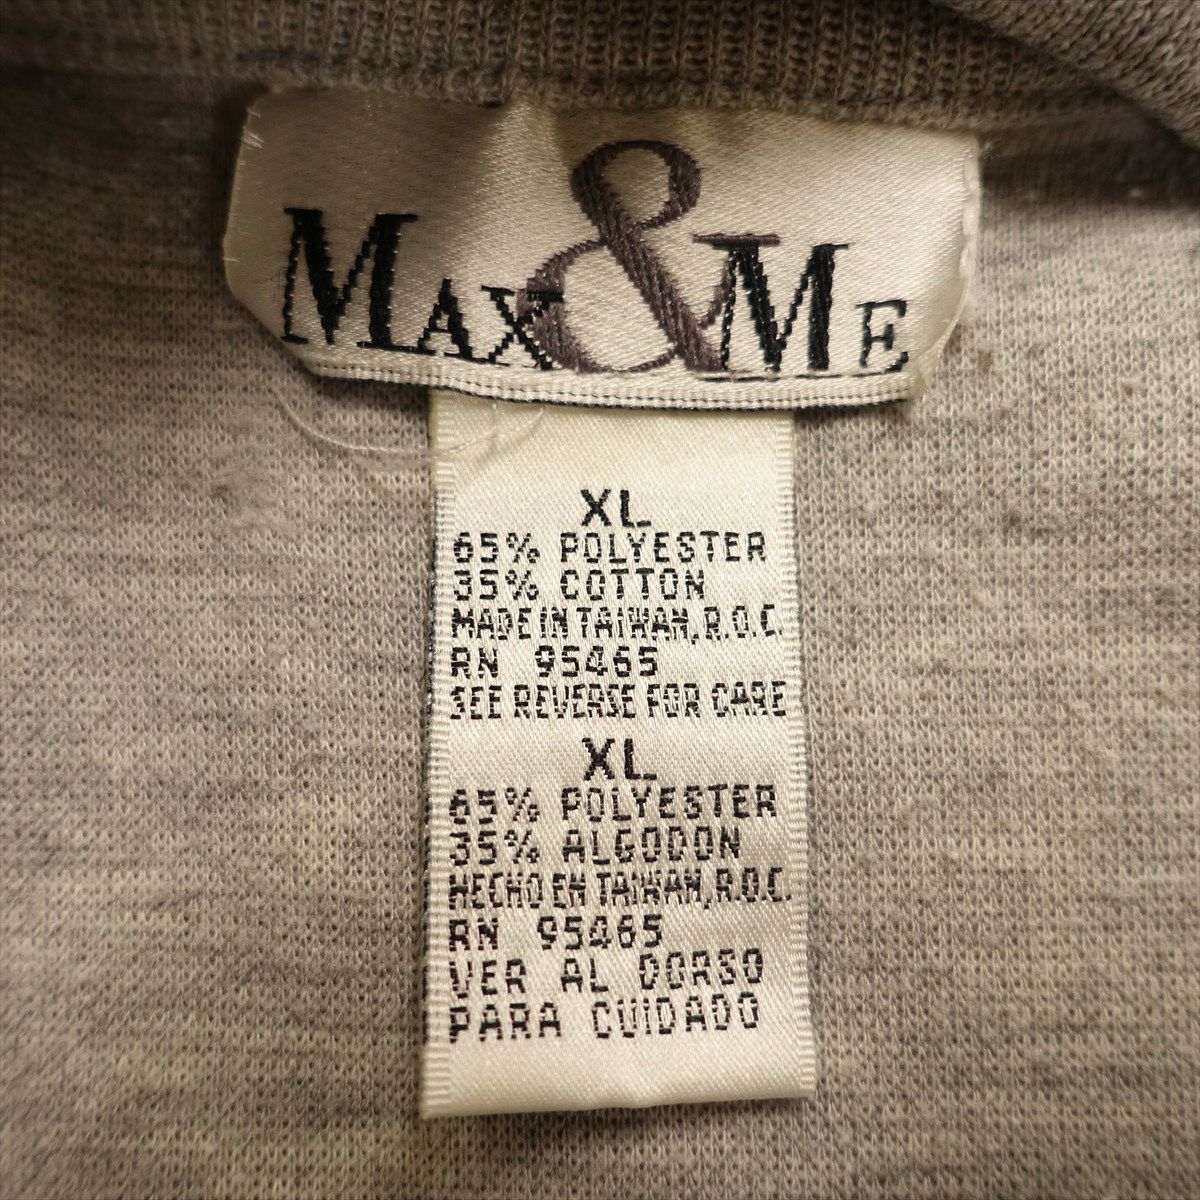 MAX & ME
XL
65% POLYESTER
35% COTTON
MADE IN TAIWAN, R.O.C.
RN 95465
SEE REVERSE FOR CARE
XL
65% POLYESTER
35% ALGODON
HECHO EN TAIWAN, R.O.C.
RN 95465
VER AL DORSO
PARA CUIDADO